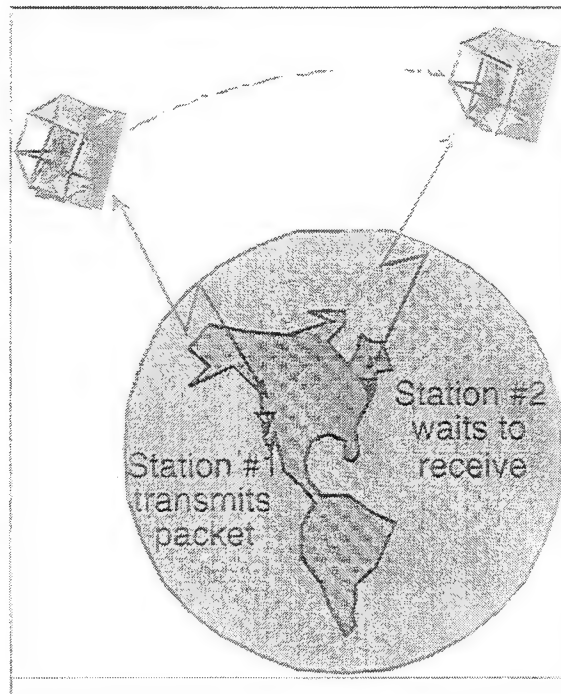 Station #1
transmits
packet
Station #2
waits to
receive